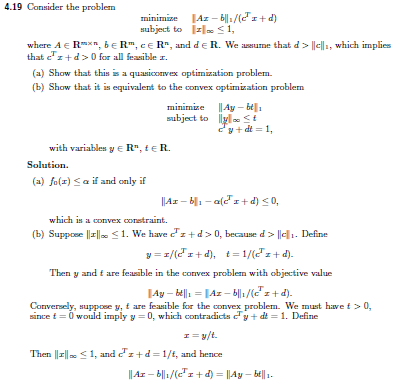 4.19 Consider the problem
minimize ‖Ax − b‖₁/(cᵀx + d)
subject to ‖x‖∞ ≤ 1,
where A ∈ Rᵐˣⁿ, b ∈ Rᵐ, c ∈ Rⁿ, and d ∈ R. We assume that d > ‖c‖₁, which implies
that cᵀx + d > 0 for all feasible x.
(a) Show that this is a quasiconvex optimization problem.
(b) Show that it is equivalent to the convex optimization problem
minimize ‖Ay − bt‖₁
subject to ‖y‖∞ ≤ t
cᵀy + dt = 1,
with variables y ∈ Rⁿ, t ∈ R.
Solution.
(a) f₀(x) ≤ α if and only if
‖Ax − b‖₁ − α(cᵀx + d) ≤ 0,
which is a convex constraint.
(b) Suppose ‖x‖∞ ≤ 1. We have cᵀx + d > 0, because d > ‖c‖₁. Define
y = x/(cᵀx + d), t = 1/(cᵀx + d).
Then y and t are feasible in the convex problem with objective value
‖Ay − bt‖₁ = ‖Ax − b‖₁/(cᵀx + d).
Conversely, suppose y, t are feasible for the convex problem. We must have t > 0,
since t = 0 would imply y = 0, which contradicts cᵀy + dt = 1. Define
x = y/t.
Then ‖x‖∞ ≤ 1, and cᵀx + d = 1/t, and hence
‖Ax − b‖₁/(cᵀx + d) = ‖Ay − bt‖₁.